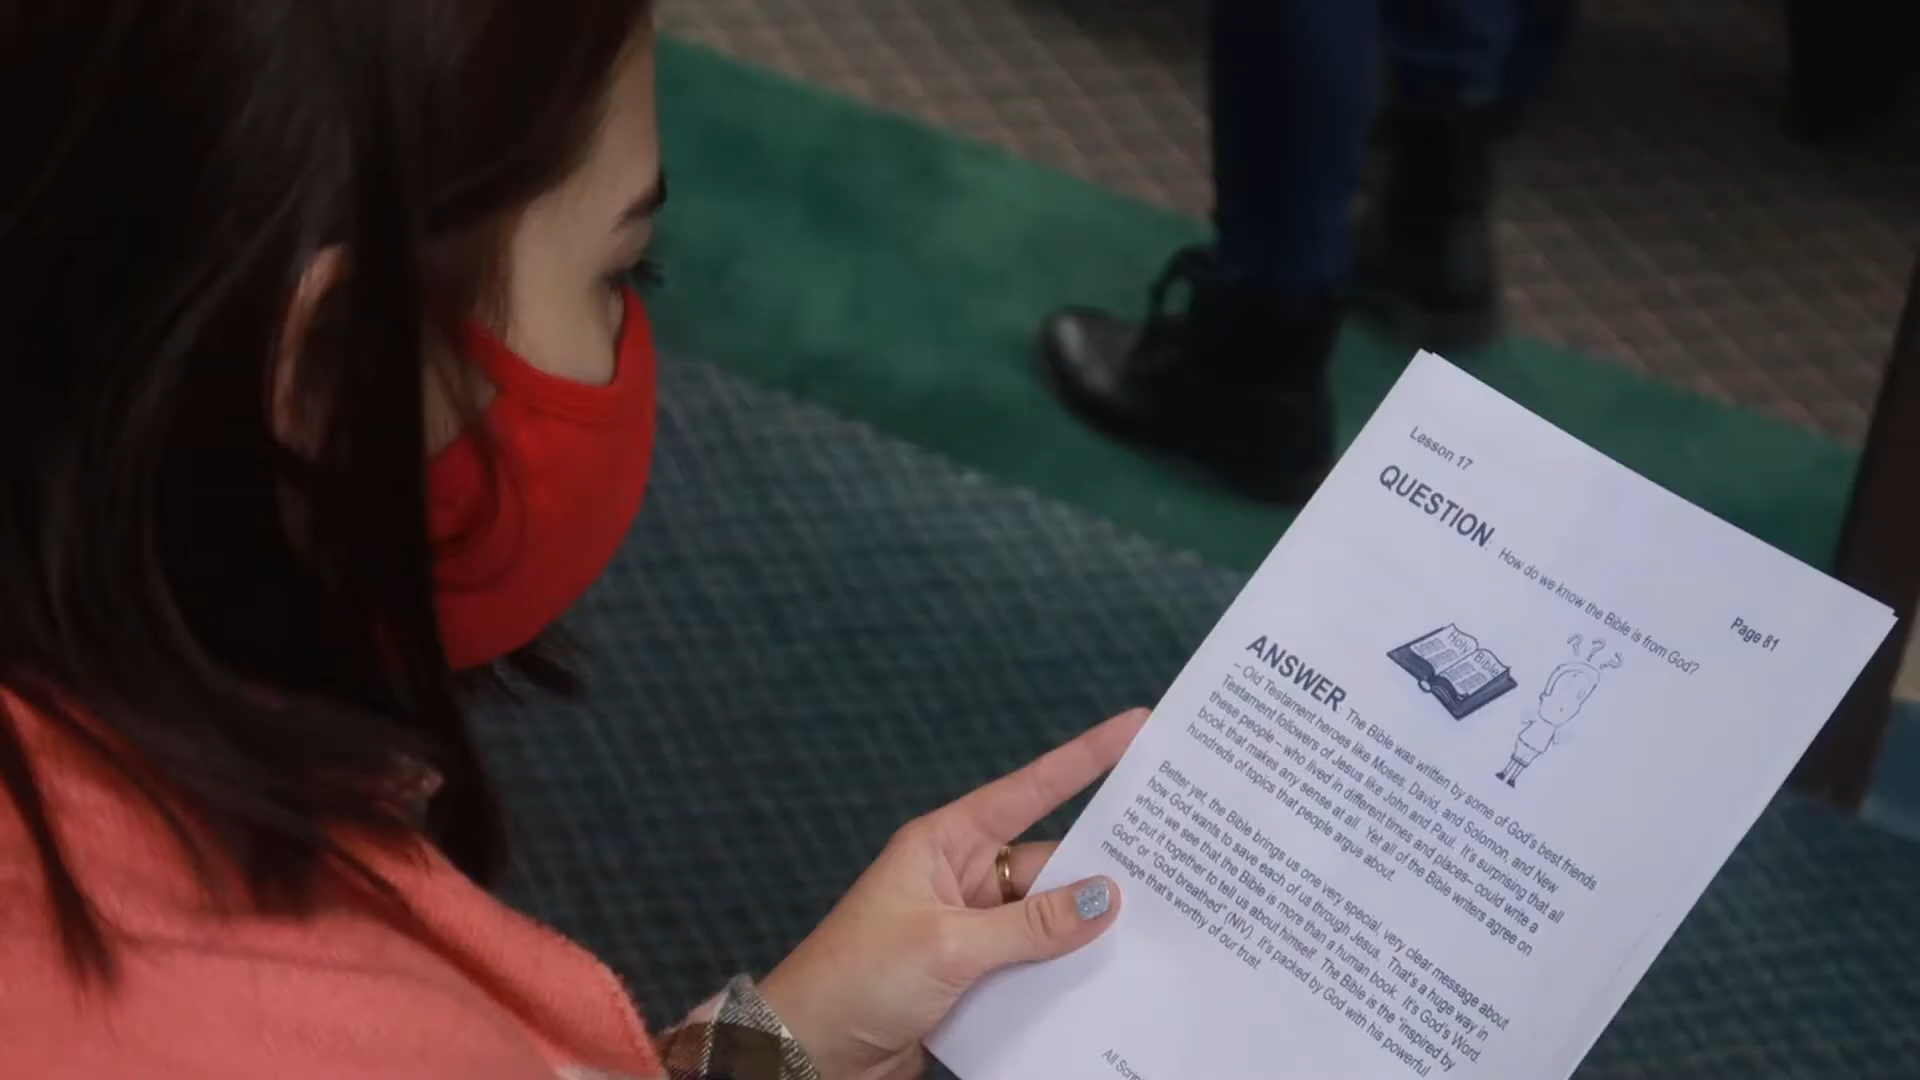 Lesson 17
Page 81
QUESTION: How do we know the Bible is from God?
Holy Bible
? ? ?
ANSWER: The Bible was written by some of God's best friends
– Old Testament heroes like Moses, David, and Solomon, and New
Testament followers of Jesus like John and Paul. It's surprising that all
these people – who lived in different times and places– could write a
book that makes any sense at all. Yet all of the Bible writers agree on
hundreds of topics that people argue about.
Better yet, the Bible brings us one very special, very clear message about
how God wants to save each of us through Jesus. That's a huge way in
which we see that the Bible is more than a human book. It's God's Word.
He put it together to tell us about himself. The Bible is the "inspired by
God" or "God breathed" (NIV). It's packed by God with his powerful
message that's worthy of our trust.
All